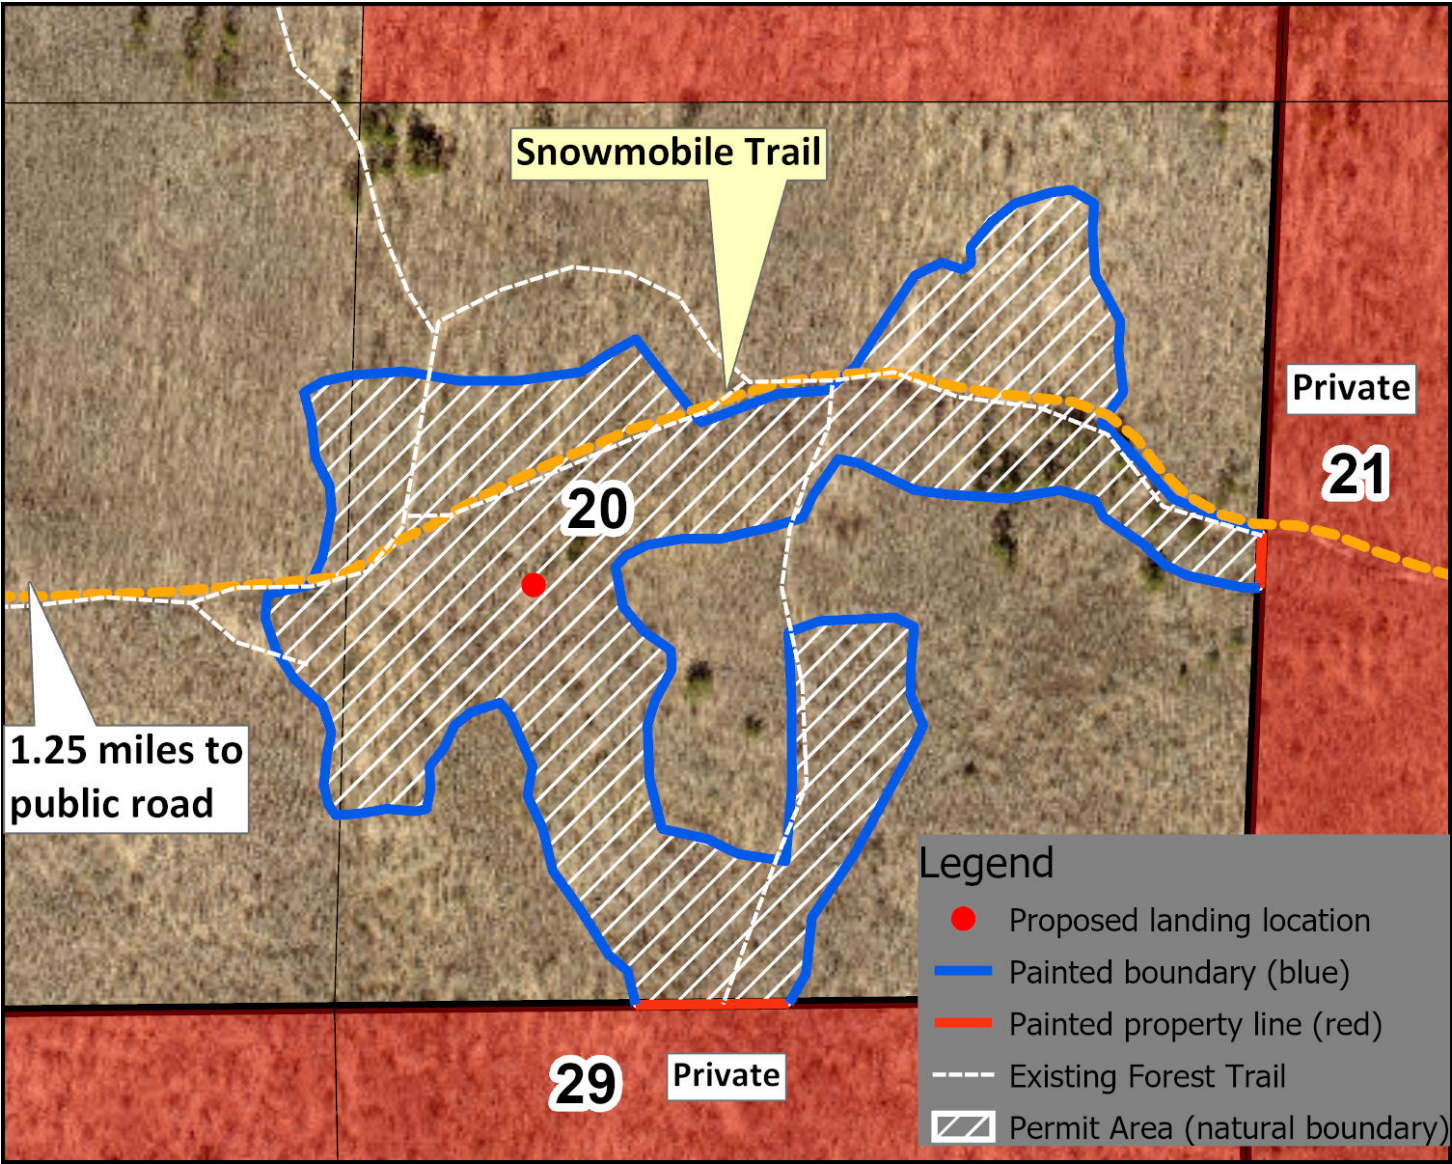 Snowmobile Trail
Private
21
20
1.25 miles to
public road
29
Private
Legend
Proposed landing location
Painted boundary (blue)
Painted property line (red)
Existing Forest Trail
Permit Area (natural boundary)